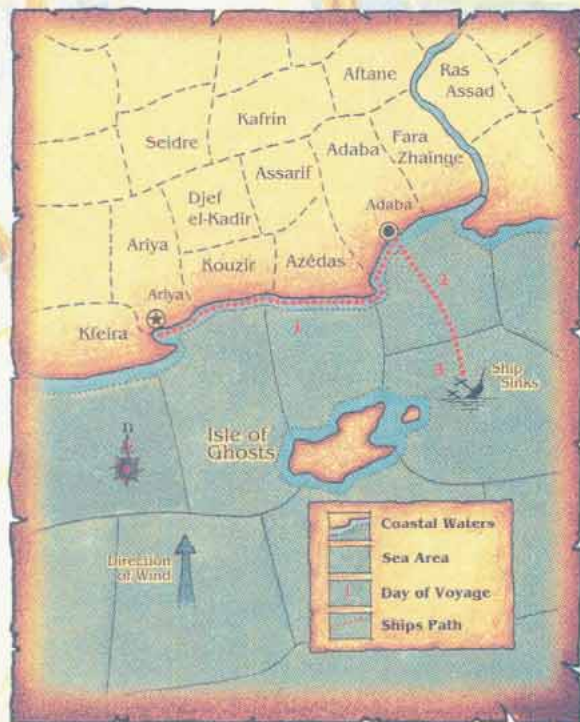 Aftane
Ras
Assad
Kafrin
Seidre
Adaba
Fara
Zhainge
Assarif
Djef
el-Kadir
Adaba
Ariya
Kouzir
Azédas
Ariya
Kfeira
1
2
3
Ship
Sinks
Isle of
Ghosts
n
Direction
of Wind
Coastal Waters
Sea Area
1
Day of Voyage
Ships Path